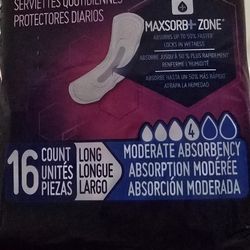 SERVIETTES QUOTIDIENNES
PROTECTORES DIARIOS
MAXSORB+ZONE
ABSORBS UP TO 50% FASTER
LOCKS IN WETNESS
ABSORBE JUSQU'À 50 % PLUS RAPIDEMENT
RENFERME L'HUMIDITÉ
ABSORBE HASTA UN 50% MÁS RÁPIDO
ATRAPA LA HUMEDAD
4
16
COUNT
UNITÉS
PIEZAS
LONG
LONGUE
LARGO
MODERATE ABSORBENCY
ABSORPTION MODÉRÉE
ABSORCIÓN MODERADA